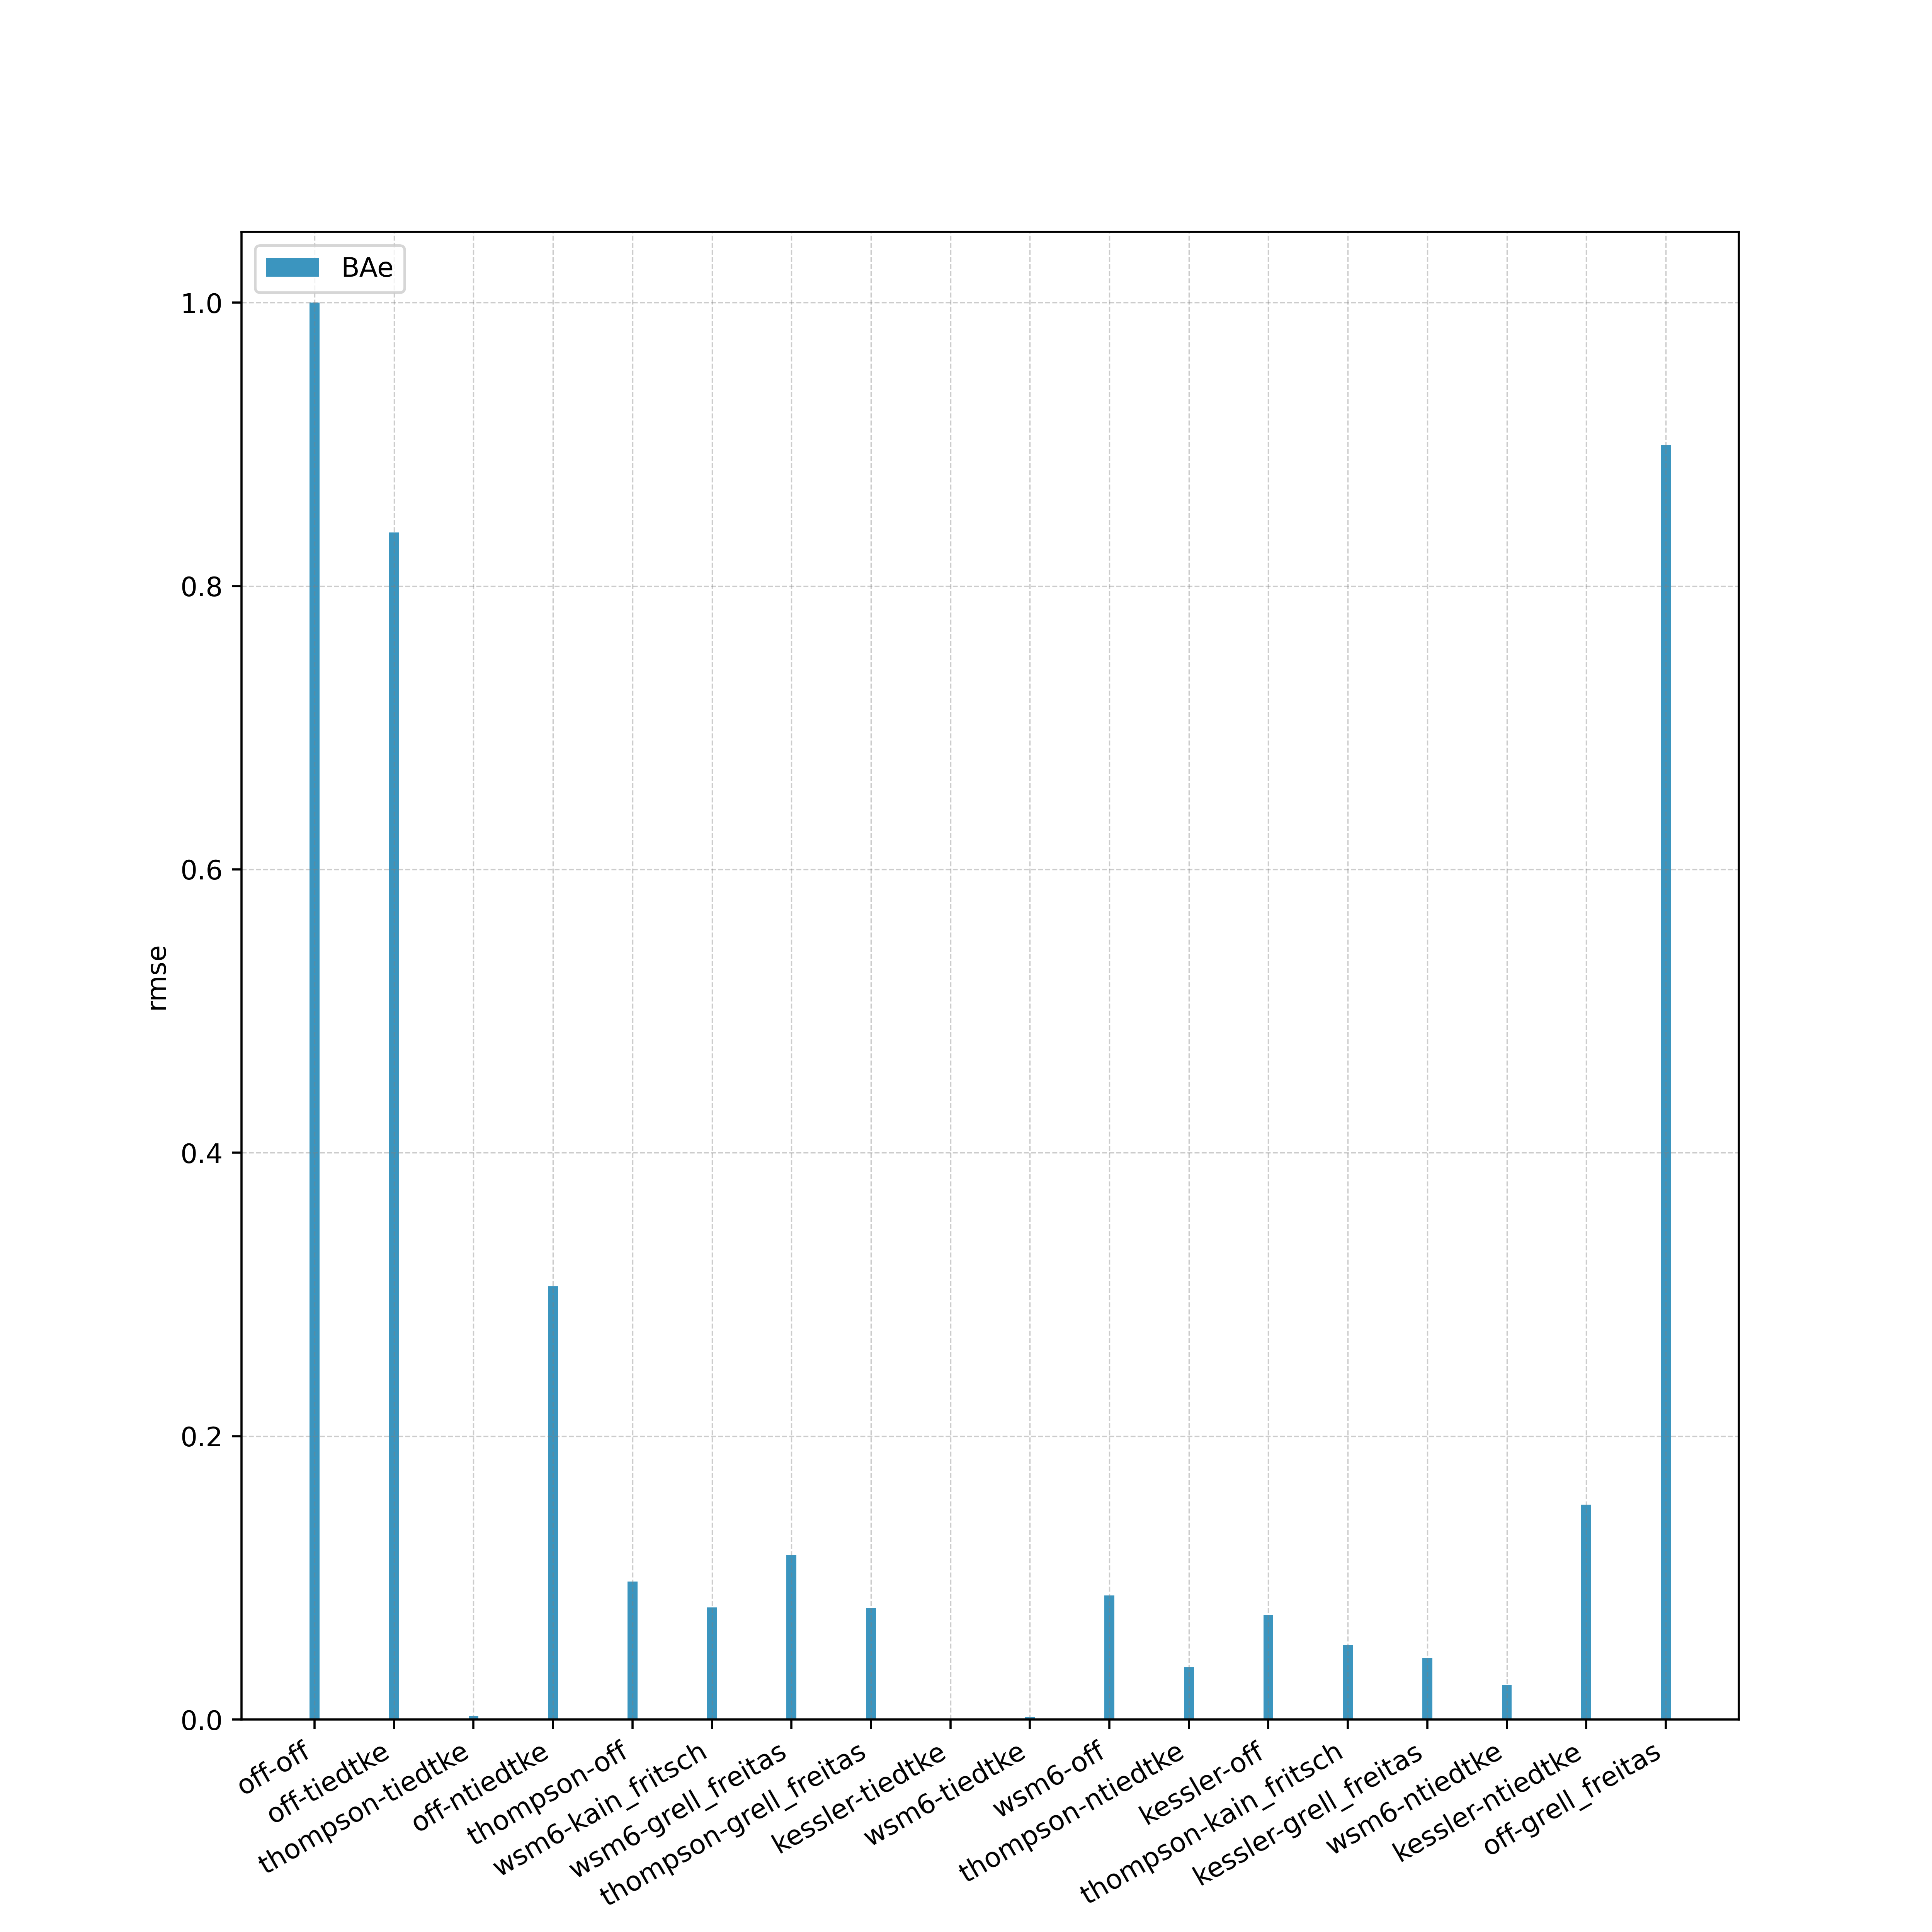 BAe
1.0
0.8
0.6
0.4
0.2
0.0
rmse
off-off
off-tiedtke
thompson-tiedtke
off-ntiedtke
thompson-off
wsm6-kain_fritsch
wsm6-grell_freitas
thompson-grell_freitas
kessler-tiedtke
wsm6-tiedtke
wsm6-off
thompson-ntiedtke
kessler-off
thompson-kain_fritsch
kessler-grell_freitas
wsm6-ntiedtke
kessler-ntiedtke
off-grell_freitas